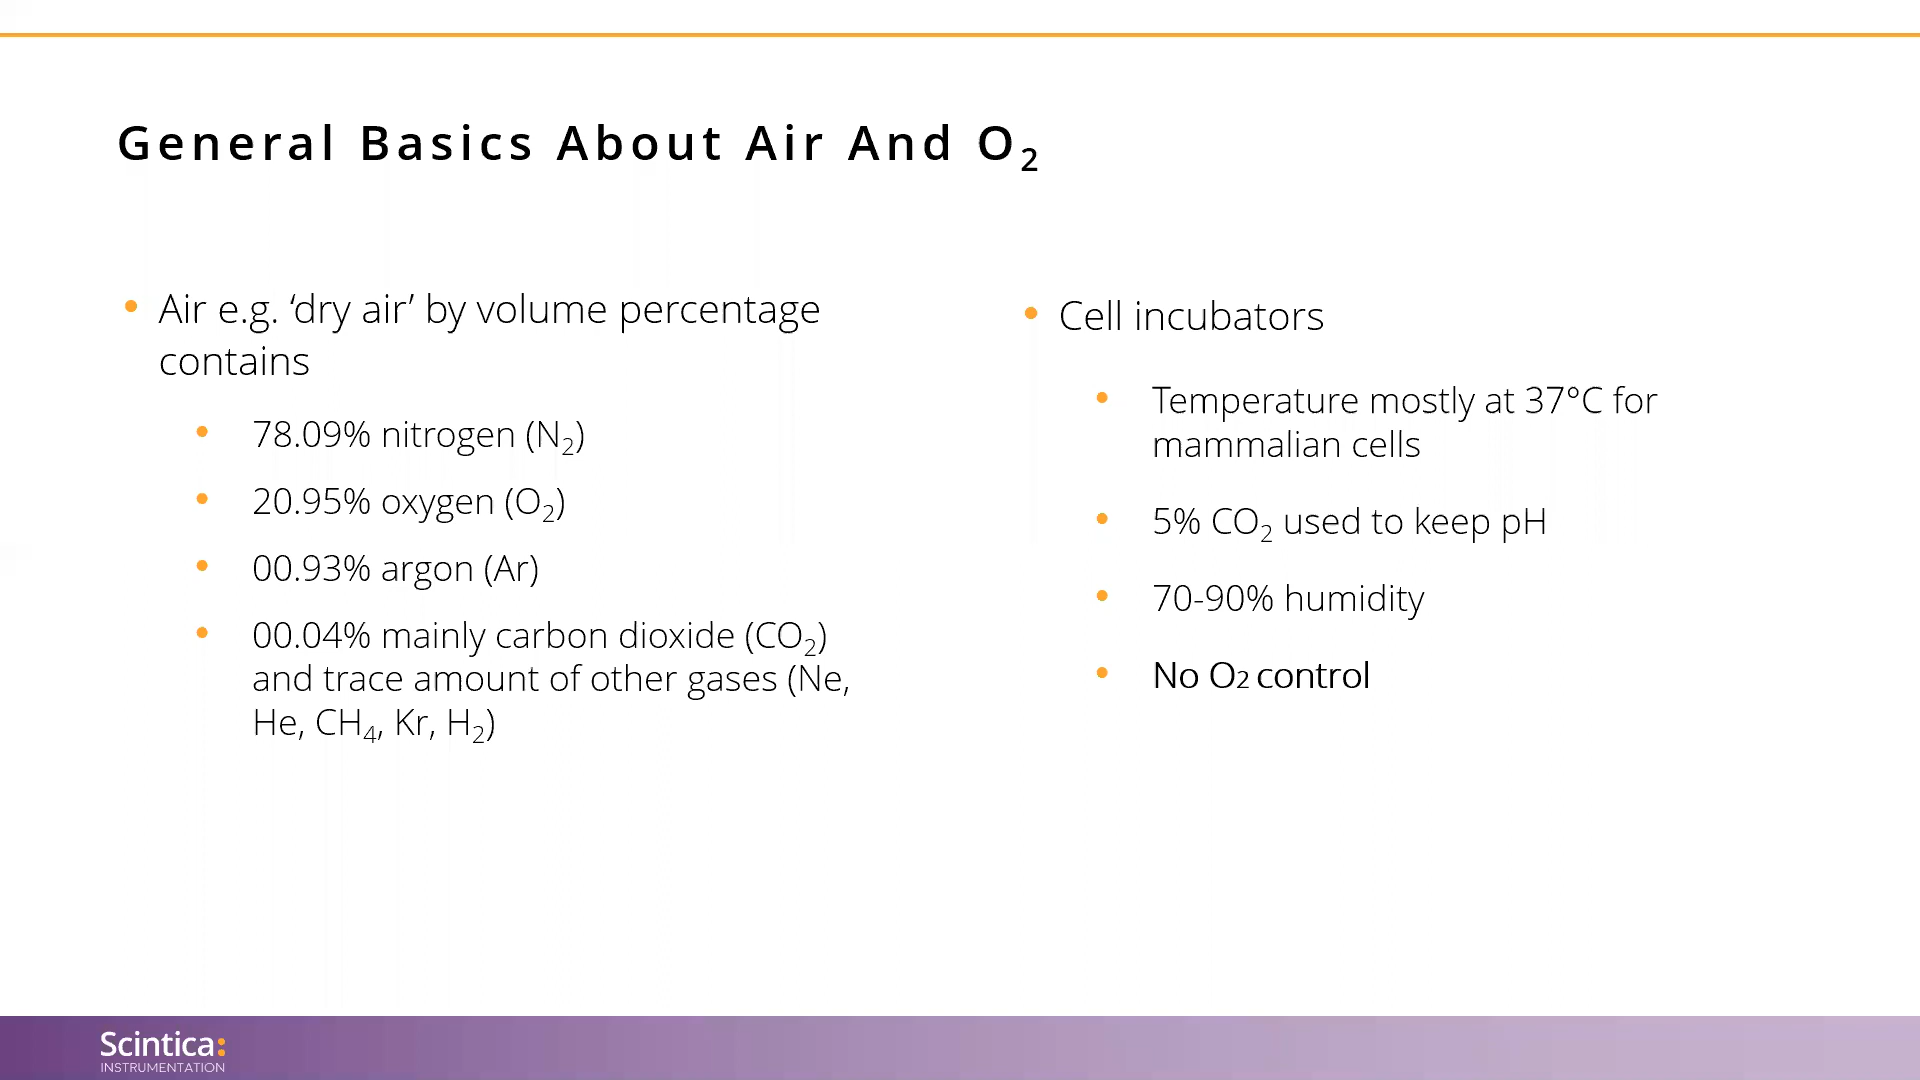 General Basics About Air And O₂
• Air e.g. ‘dry air’ by volume percentage
contains
• 78.09% nitrogen (N₂)
• 20.95% oxygen (O₂)
• 00.93% argon (Ar)
• 00.04% mainly carbon dioxide (CO₂)
and trace amount of other gases (Ne,
He, CH₄, Kr, H₂)
• Cell incubators
• Temperature mostly at 37°C for
mammalian cells
• 5% CO₂ used to keep pH
• 70-90% humidity
• No O₂ control
Scintica:
INSTRUMENTATION